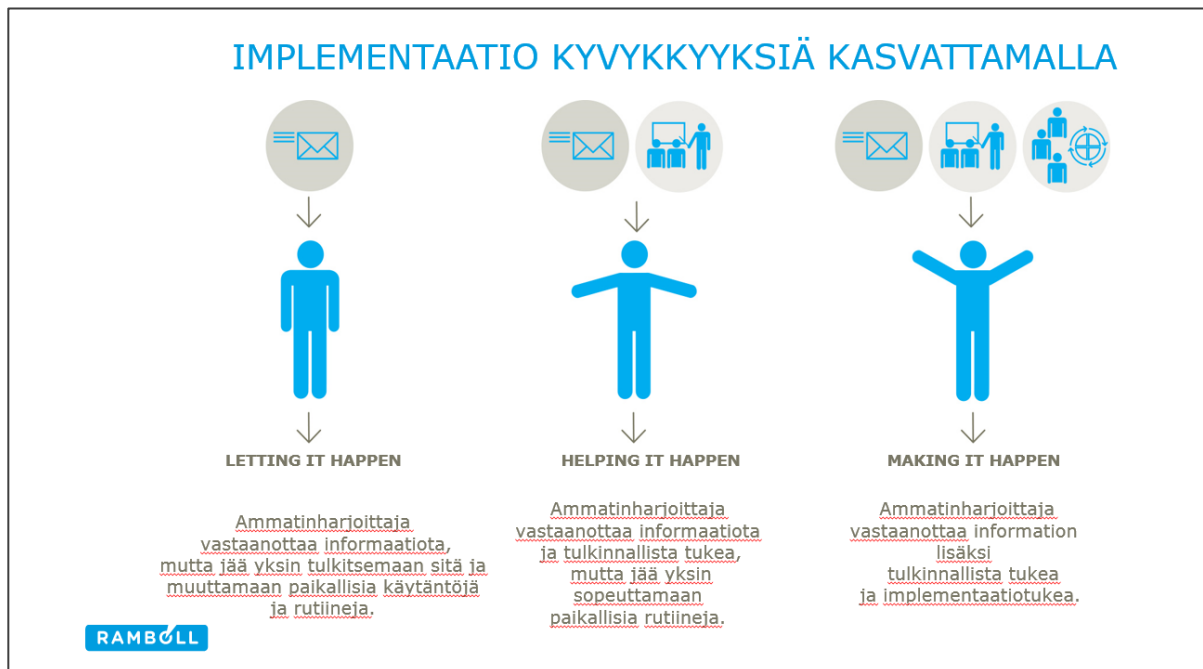 IMPLEMENTAATIO KYVYKKYYKSIÄ KASVATTAMALLA
LETTING IT HAPPEN
Ammatinharjoittaja
vastaanottaa informaatiota,
mutta jää yksin tulkitsemaan sitä ja
muuttamaan paikallisia käytäntöjä
ja rutiineja.
HELPING IT HAPPEN
Ammatinharjoittaja
vastaanottaa informaatiota
ja tulkinnallista tukea,
mutta jää yksin
sopeuttamaan
paikallisia rutiineja.
MAKING IT HAPPEN
Ammatinharjoittaja
vastaanottaa information
lisäksi
tulkinnallista tukea
ja implementaatiotukea.
RAMBOLL